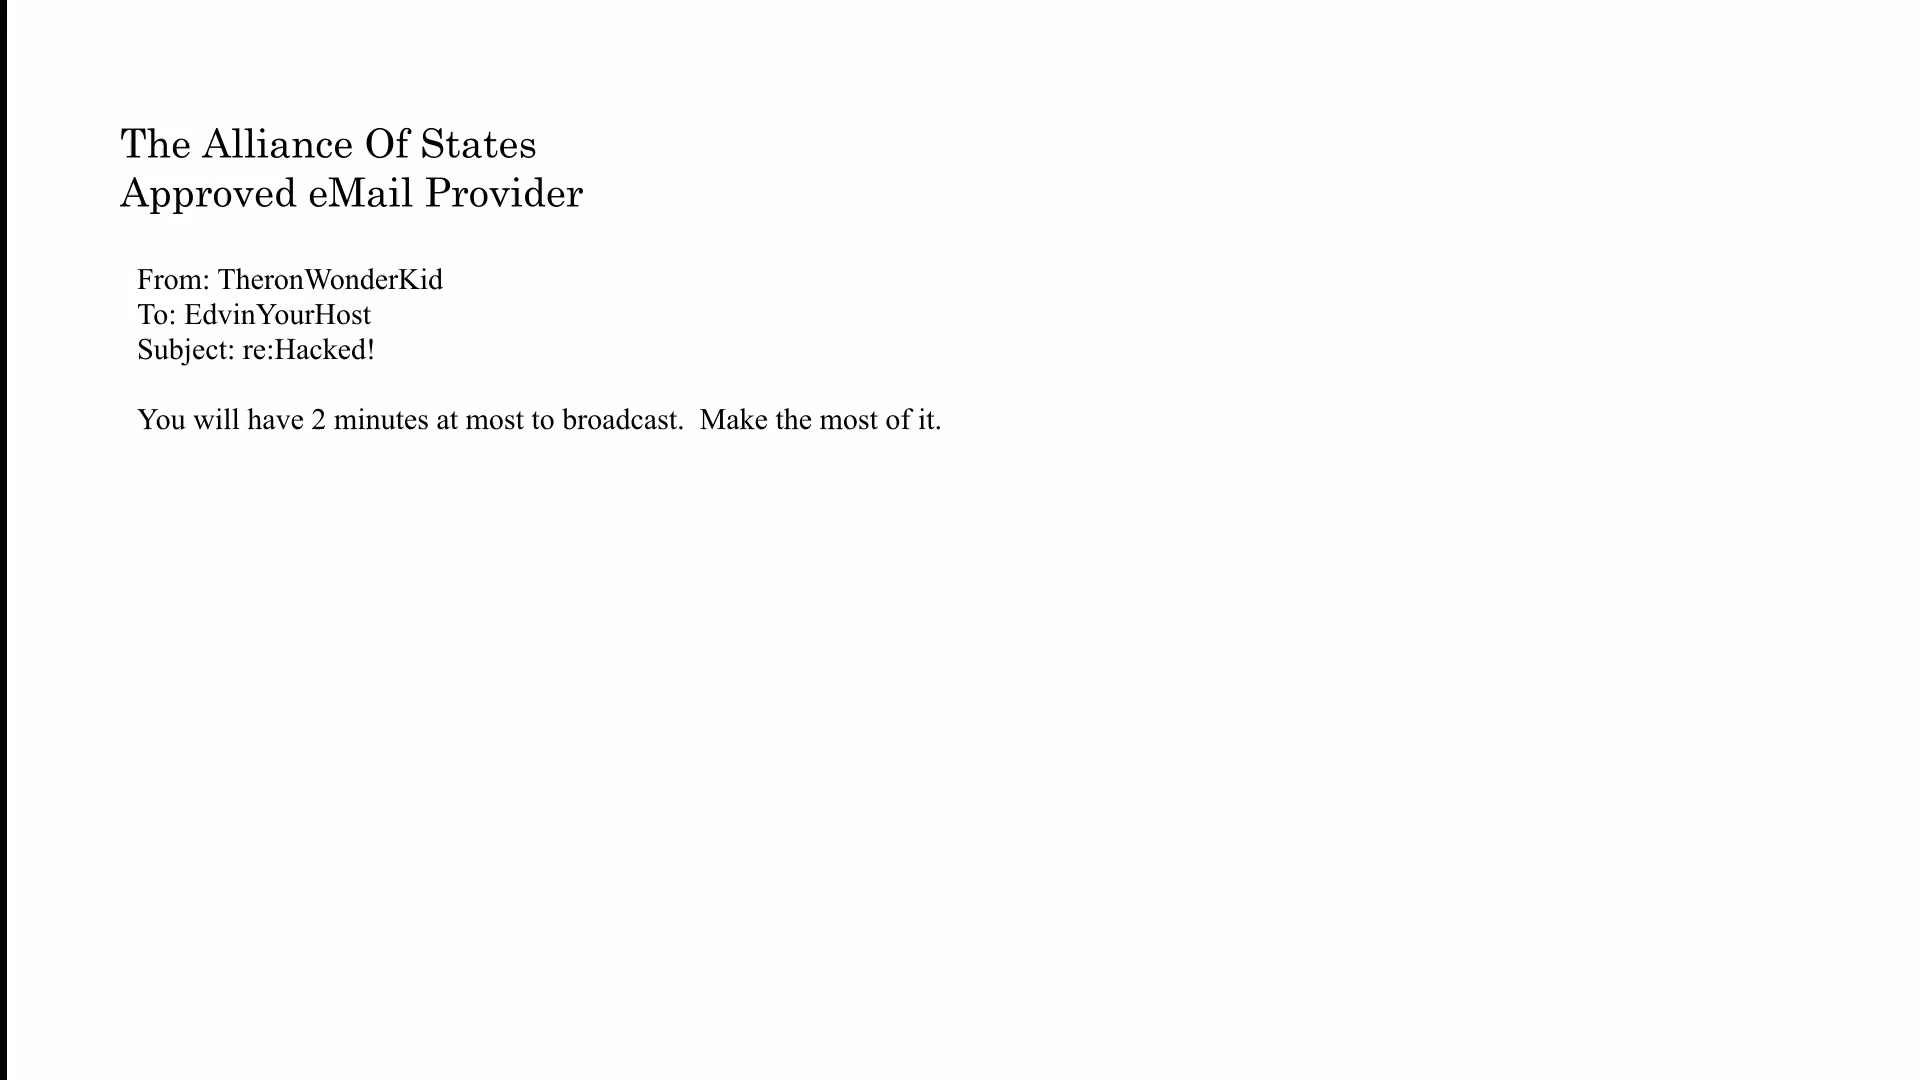 The Alliance Of States
Approved eMail Provider
From: TheronWonderKid
To: EdvinYourHost
Subject: re:Hacked!
You will have 2 minutes at most to broadcast.  Make the most of it.